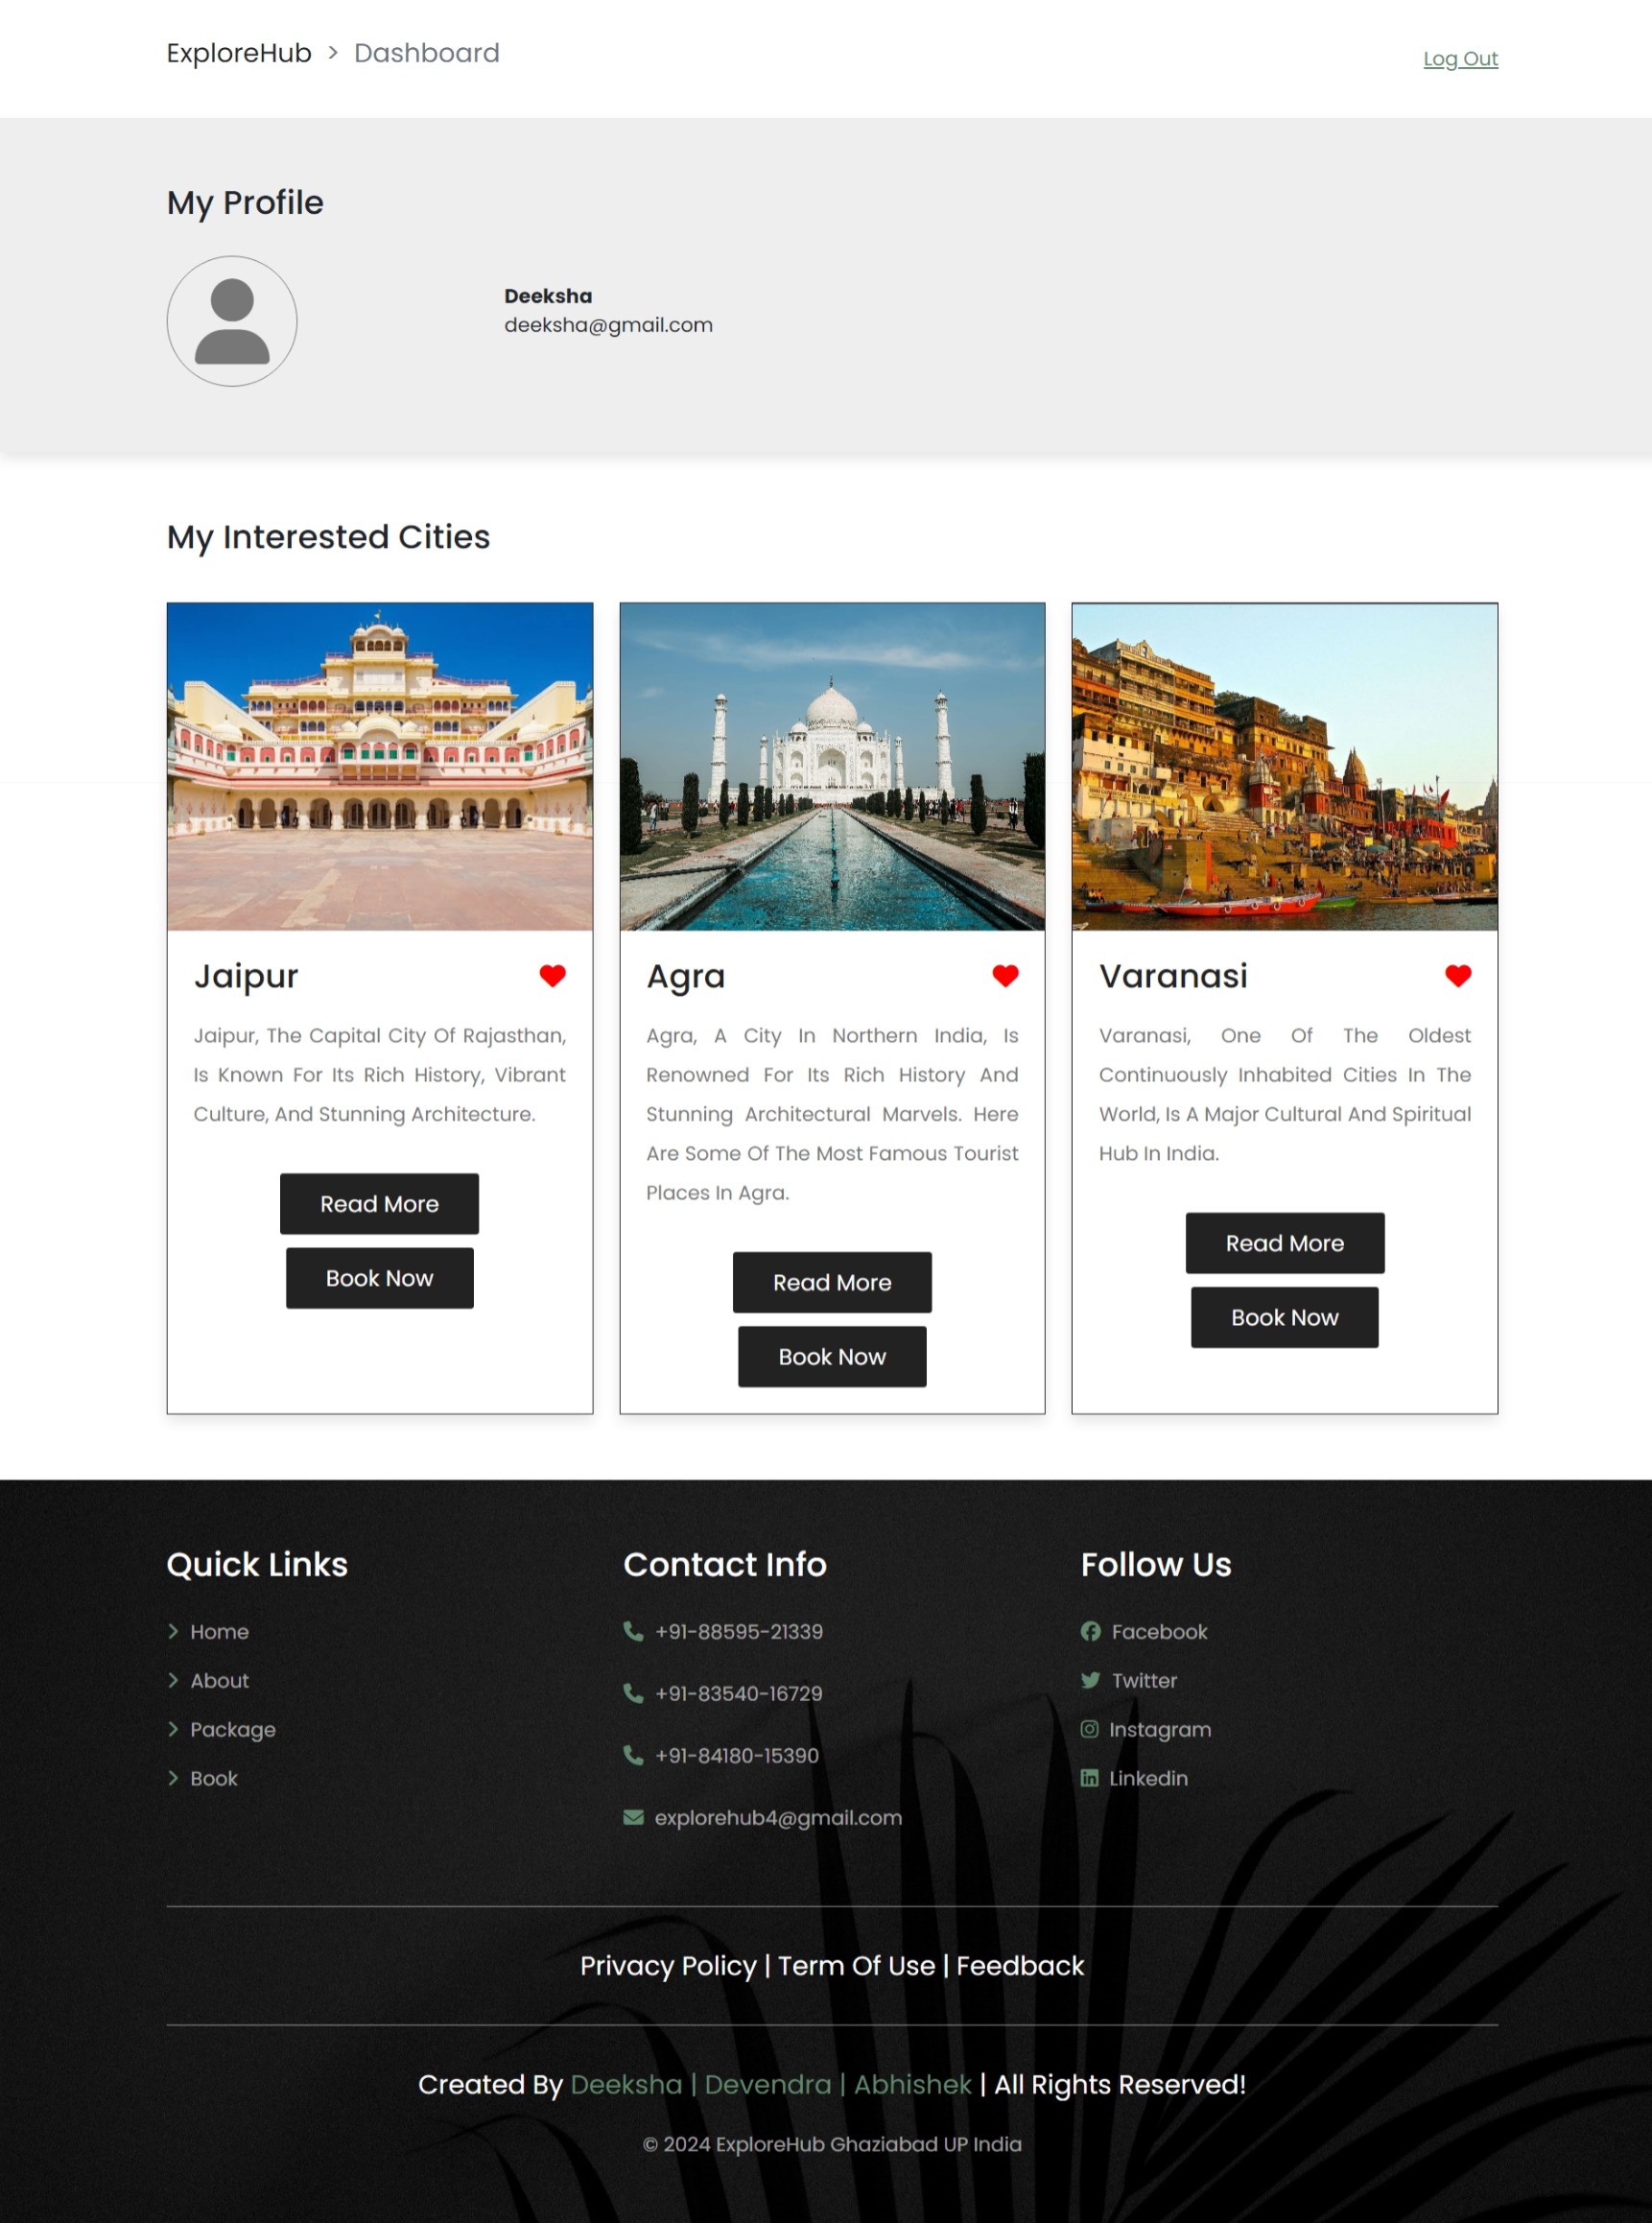 ExploreHub > Dashboard
Log Out
My Profile
Deeksha
deeksha@gmail.com
My Interested Cities
Jaipur
Jaipur, The Capital City Of Rajasthan,
Is Known For Its Rich History, Vibrant
Culture, And Stunning Architecture.
Read More
Book Now
Agra
Agra, A City In Northern India, Is
Renowned For Its Rich History And
Stunning Architectural Marvels. Here
Are Some Of The Most Famous Tourist
Places In Agra.
Read More
Book Now
Varanasi
Varanasi, One Of The Oldest
Continuously Inhabited Cities In The
World, Is A Major Cultural And Spiritual
Hub In India.
Read More
Book Now
Quick Links
Home
About
Package
Book
Contact Info
+91-88595-21339
+91-83540-16729
+91-84180-15390
explorehub4@gmail.com
Follow Us
Facebook
Twitter
Instagram
Linkedin
Privacy Policy | Term Of Use | Feedback
Created By Deeksha | Devendra | Abhishek | All Rights Reserved!
© 2024 ExploreHub Ghaziabad UP India